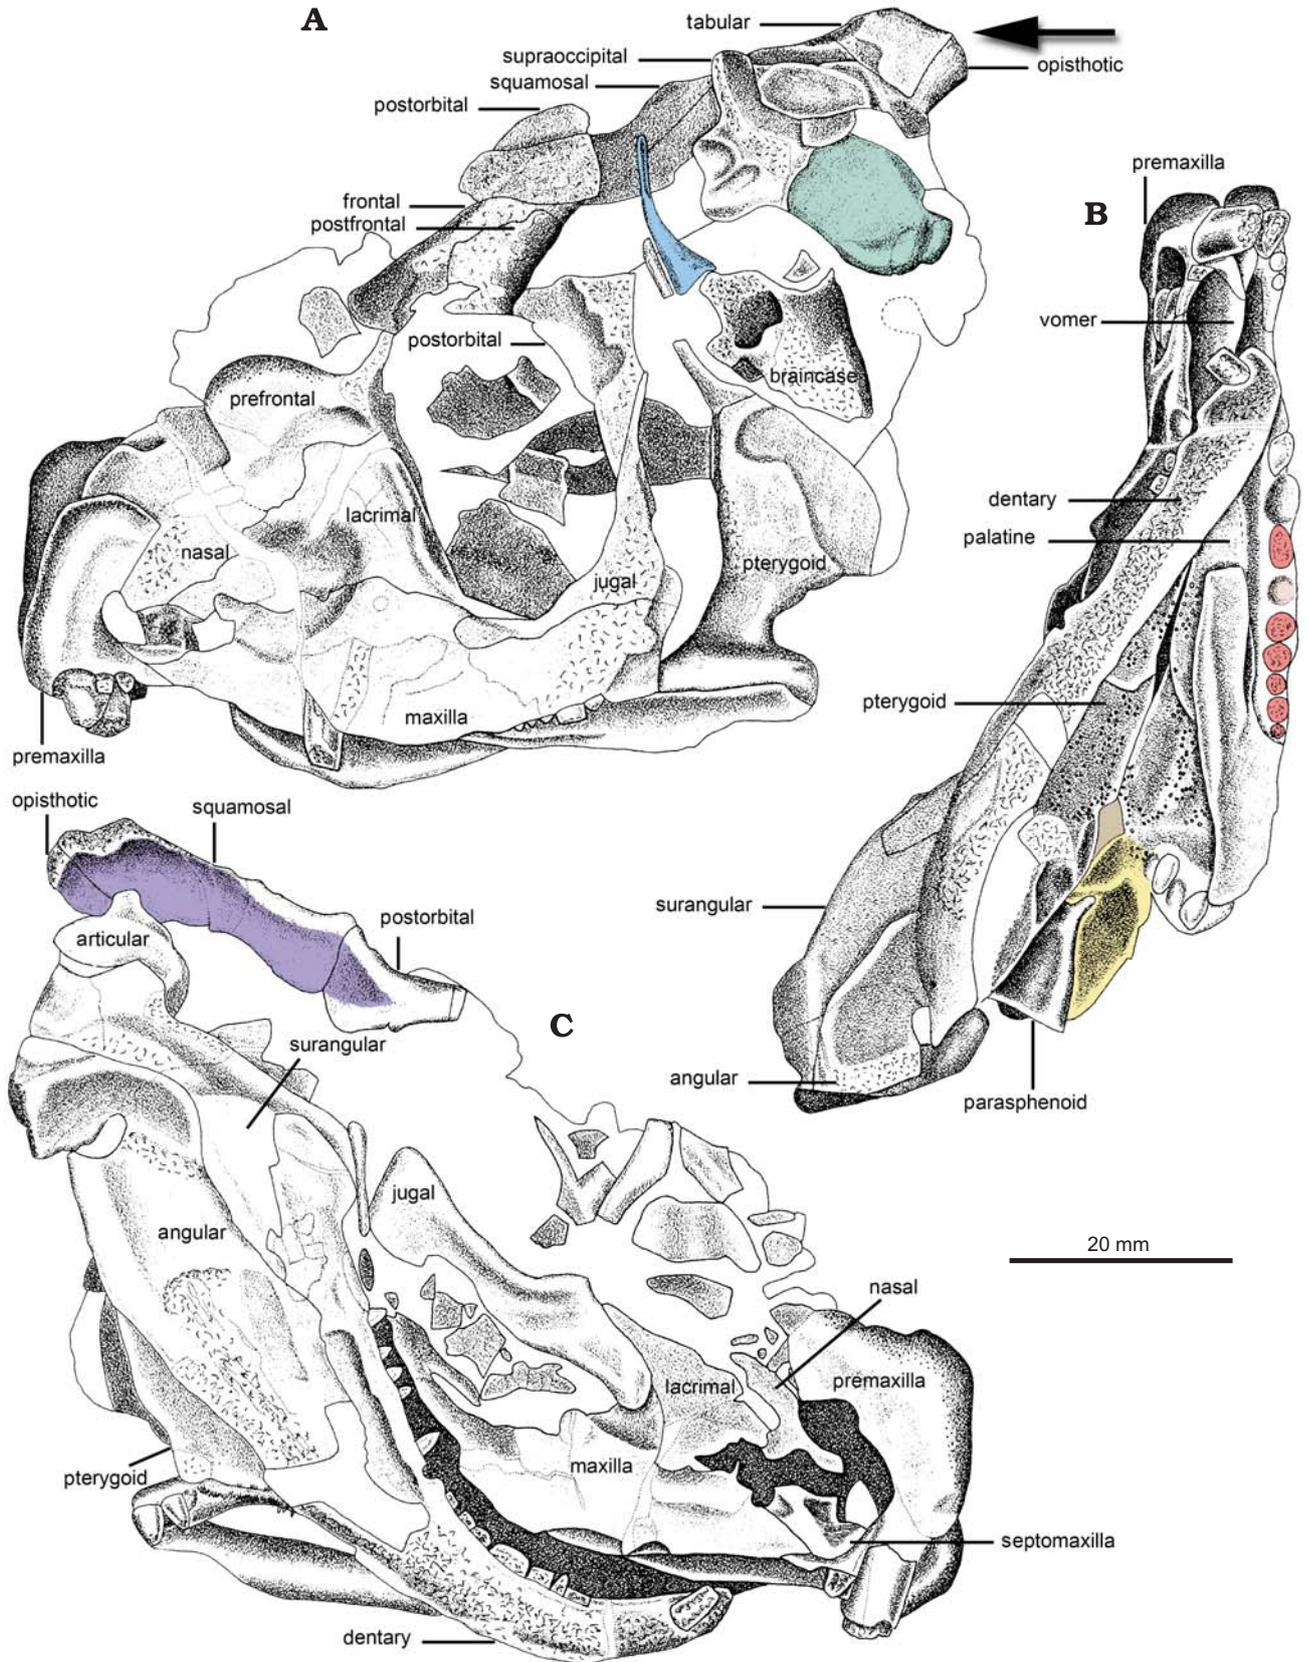 A
tabular
supraoccipital
opisthotic
squamosal
postorbital
frontal
postfrontal
postorbital
braincase
prefrontal
lacrimal
nasal
jugal
pterygoid
maxilla
premaxilla
premaxilla
B
vomer
dentary
palatine
pterygoid
surangular
angular
parasphenoid
opisthotic
squamosal
postorbital
articular
C
surangular
jugal
angular
20 mm
nasal
lacrimal
premaxilla
maxilla
pterygoid
septomaxilla
dentary